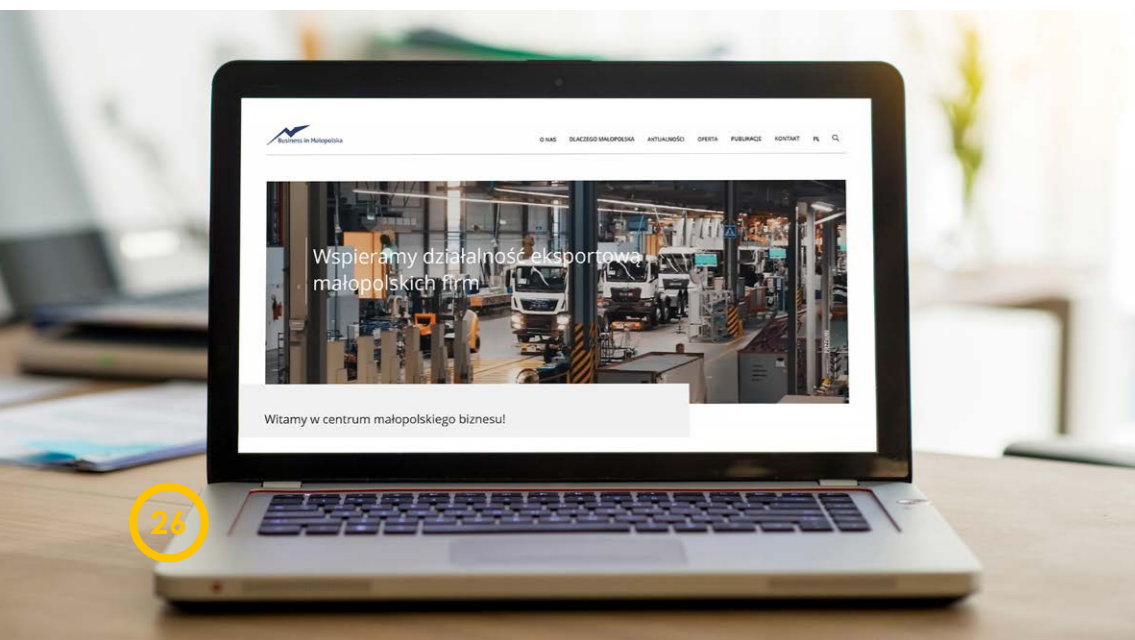 Business in Małopolska
O NAS DLACZEGO MAŁOPOLSKA AKTUALNOŚCI OFERTA PUBLIKACJE KONTAKT PL
Wspieramy działalność eksportową
małopolskich firm
Witamy w centrum małopolskiego biznesu!
26